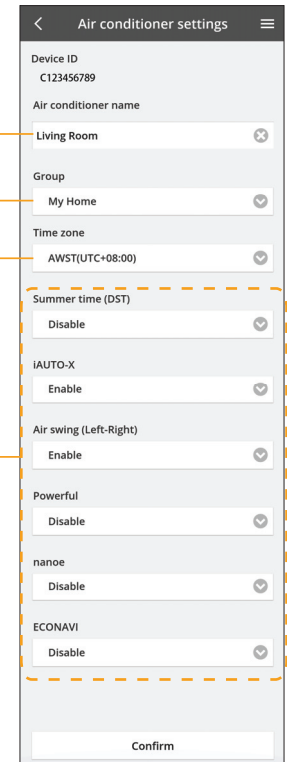 Air conditioner settings
Device ID
C123456789
Air conditioner name
Living Room
Group
My Home
Time zone
AWST(UTC+08:00)
Summer time (DST)
Disable
iAUTO-X
Enable
Air swing (Left-Right)
Enable
Powerful
Disable
nanoe
Disable
ECONAVI
Disable
Confirm